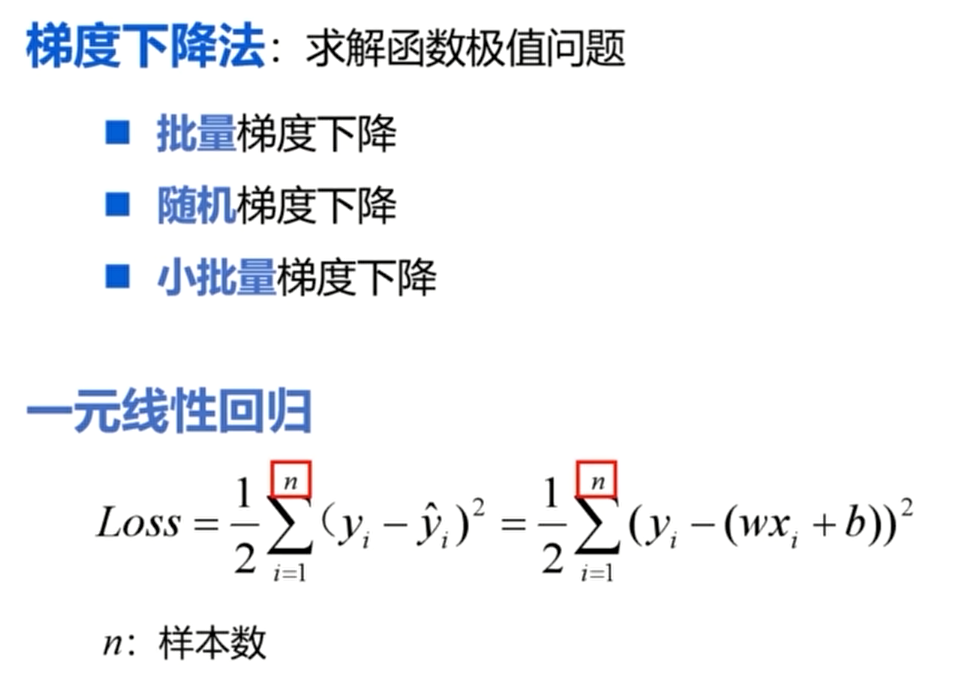 梯度下降法：求解函数极值问题
■ 批量梯度下降
■ 随机梯度下降
■ 小批量梯度下降
一元线性回归
Loss = \frac{1}{2}\sum_{i=1}^{n}(y_i - \hat{y}_i)^2 = \frac{1}{2}\sum_{i=1}^{n}(y_i - (wx_i + b))^2
n：样本数